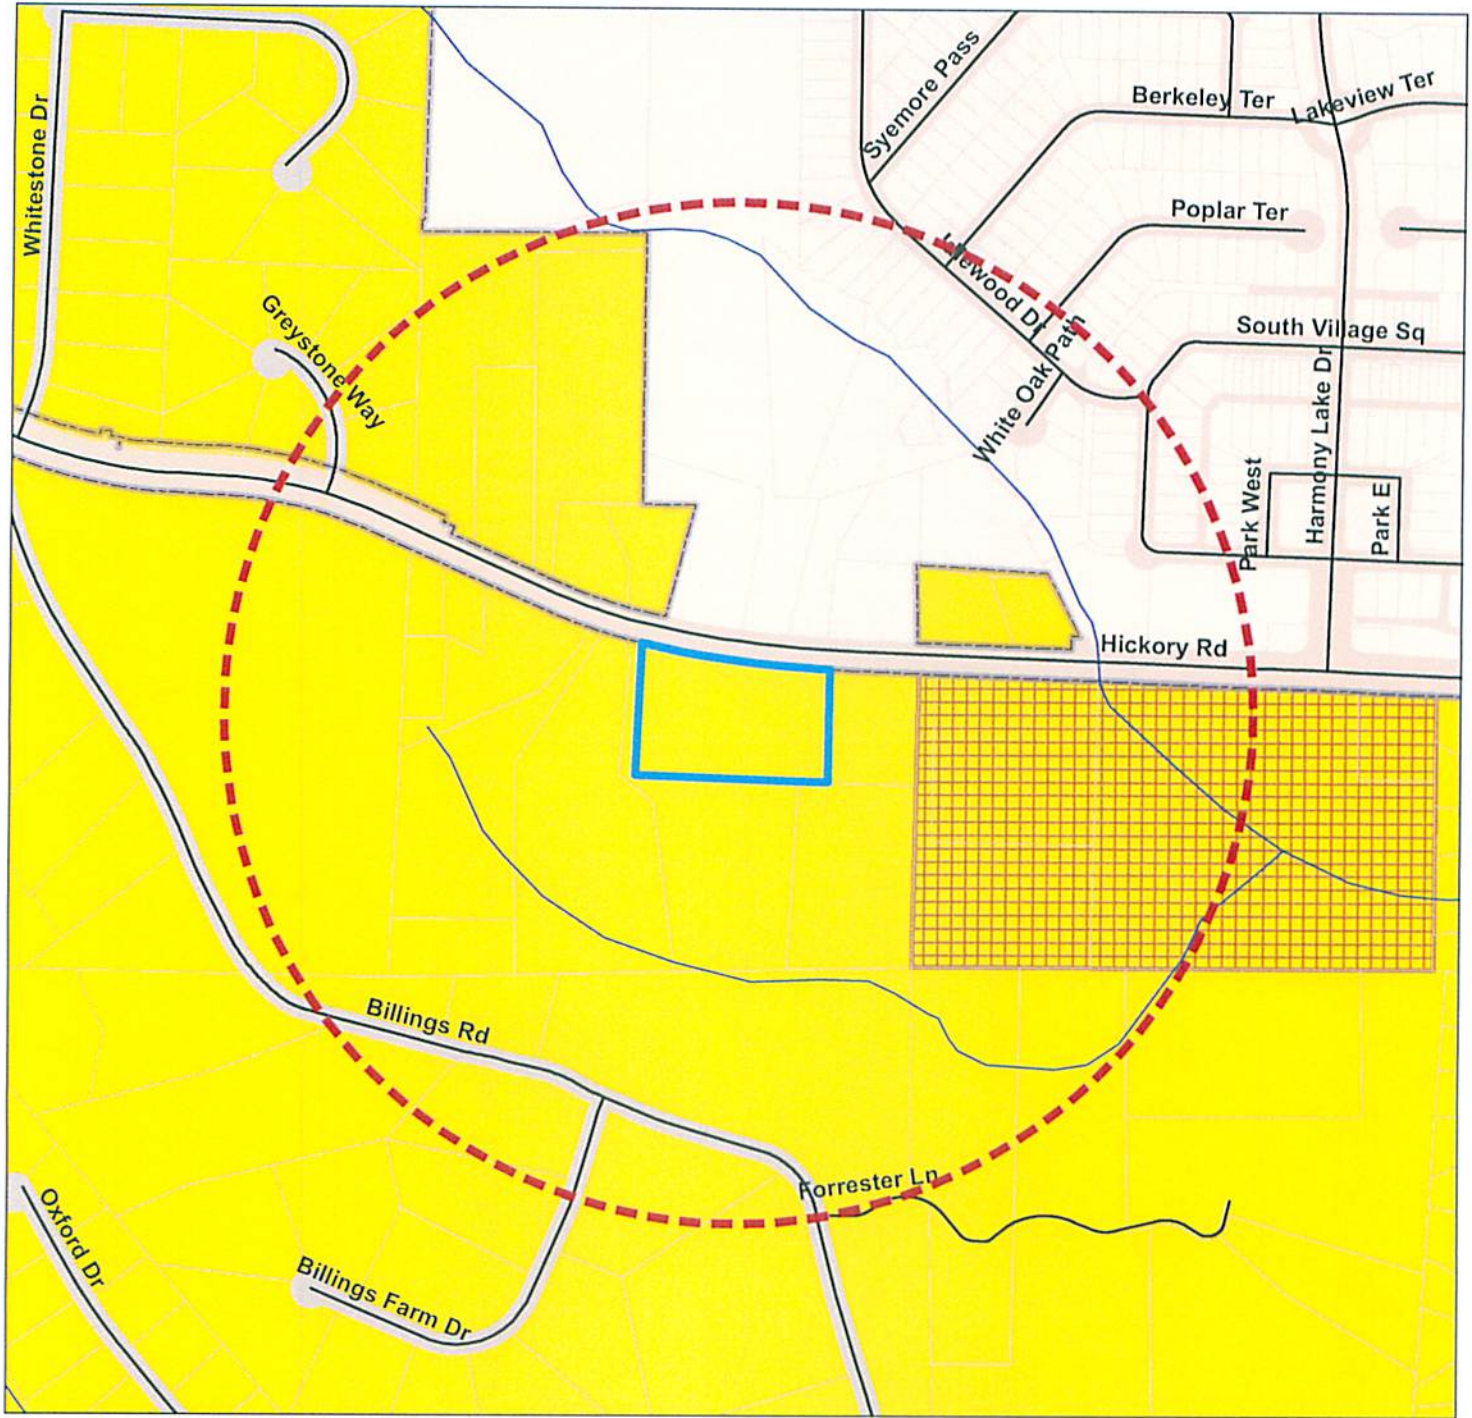 Syemore Pass
Berkeley Ter
Lakeview Ter
Whitestone Dr
Poplar Ter
Greystone Way
White Oak Path
South Village Sq
Harmony Lake Dr
Park West
Park E
Hickory Rd
Billings Rd
Forrester Ln
Oxford Dr
Billings Farm Dr